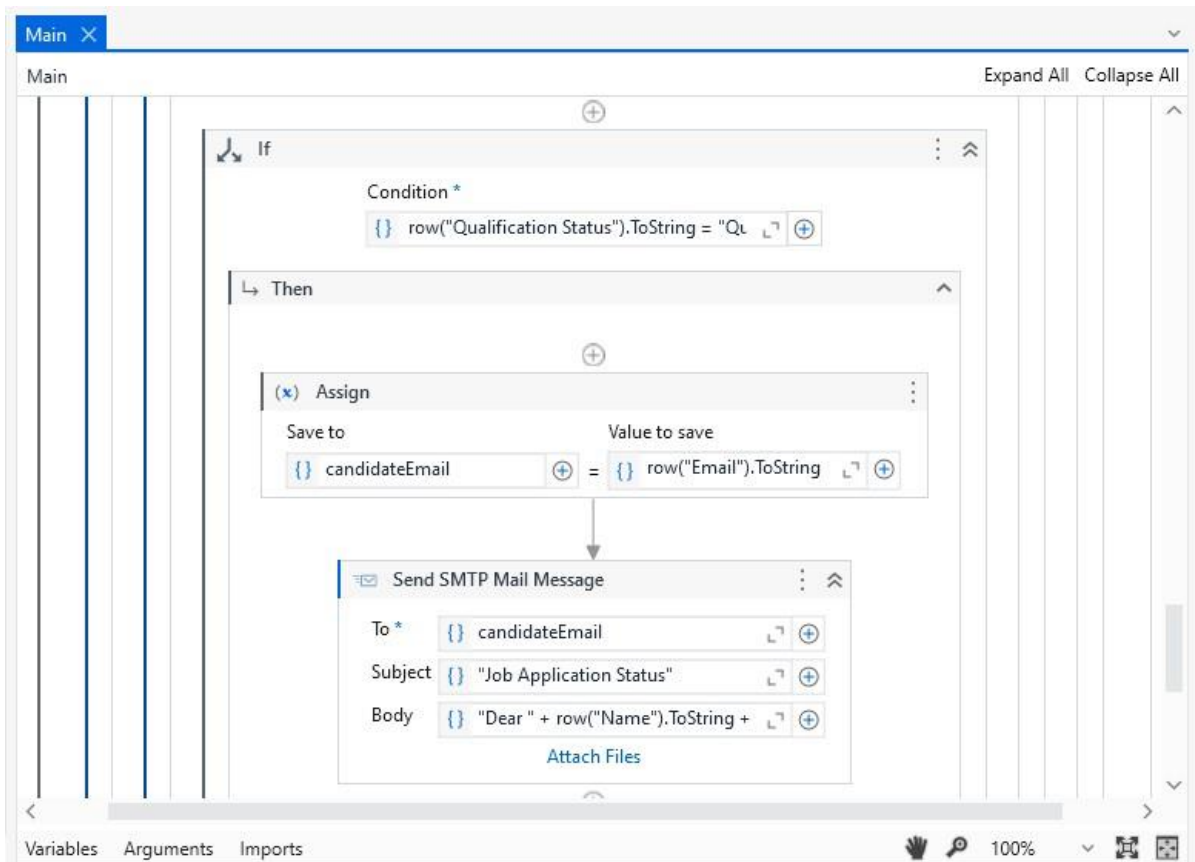 Main
Main Expand All Collapse All
If
Condition *
{} row("Qualification Status").ToString = "Qu
Then
(x) Assign
Save to Value to save
{} candidateEmail = {} row("Email").ToString
Send SMTP Mail Message
To * {} candidateEmail
Subject {} "Job Application Status"
Body {} "Dear " + row("Name").ToString +
Attach Files
Variables Arguments Imports 100%